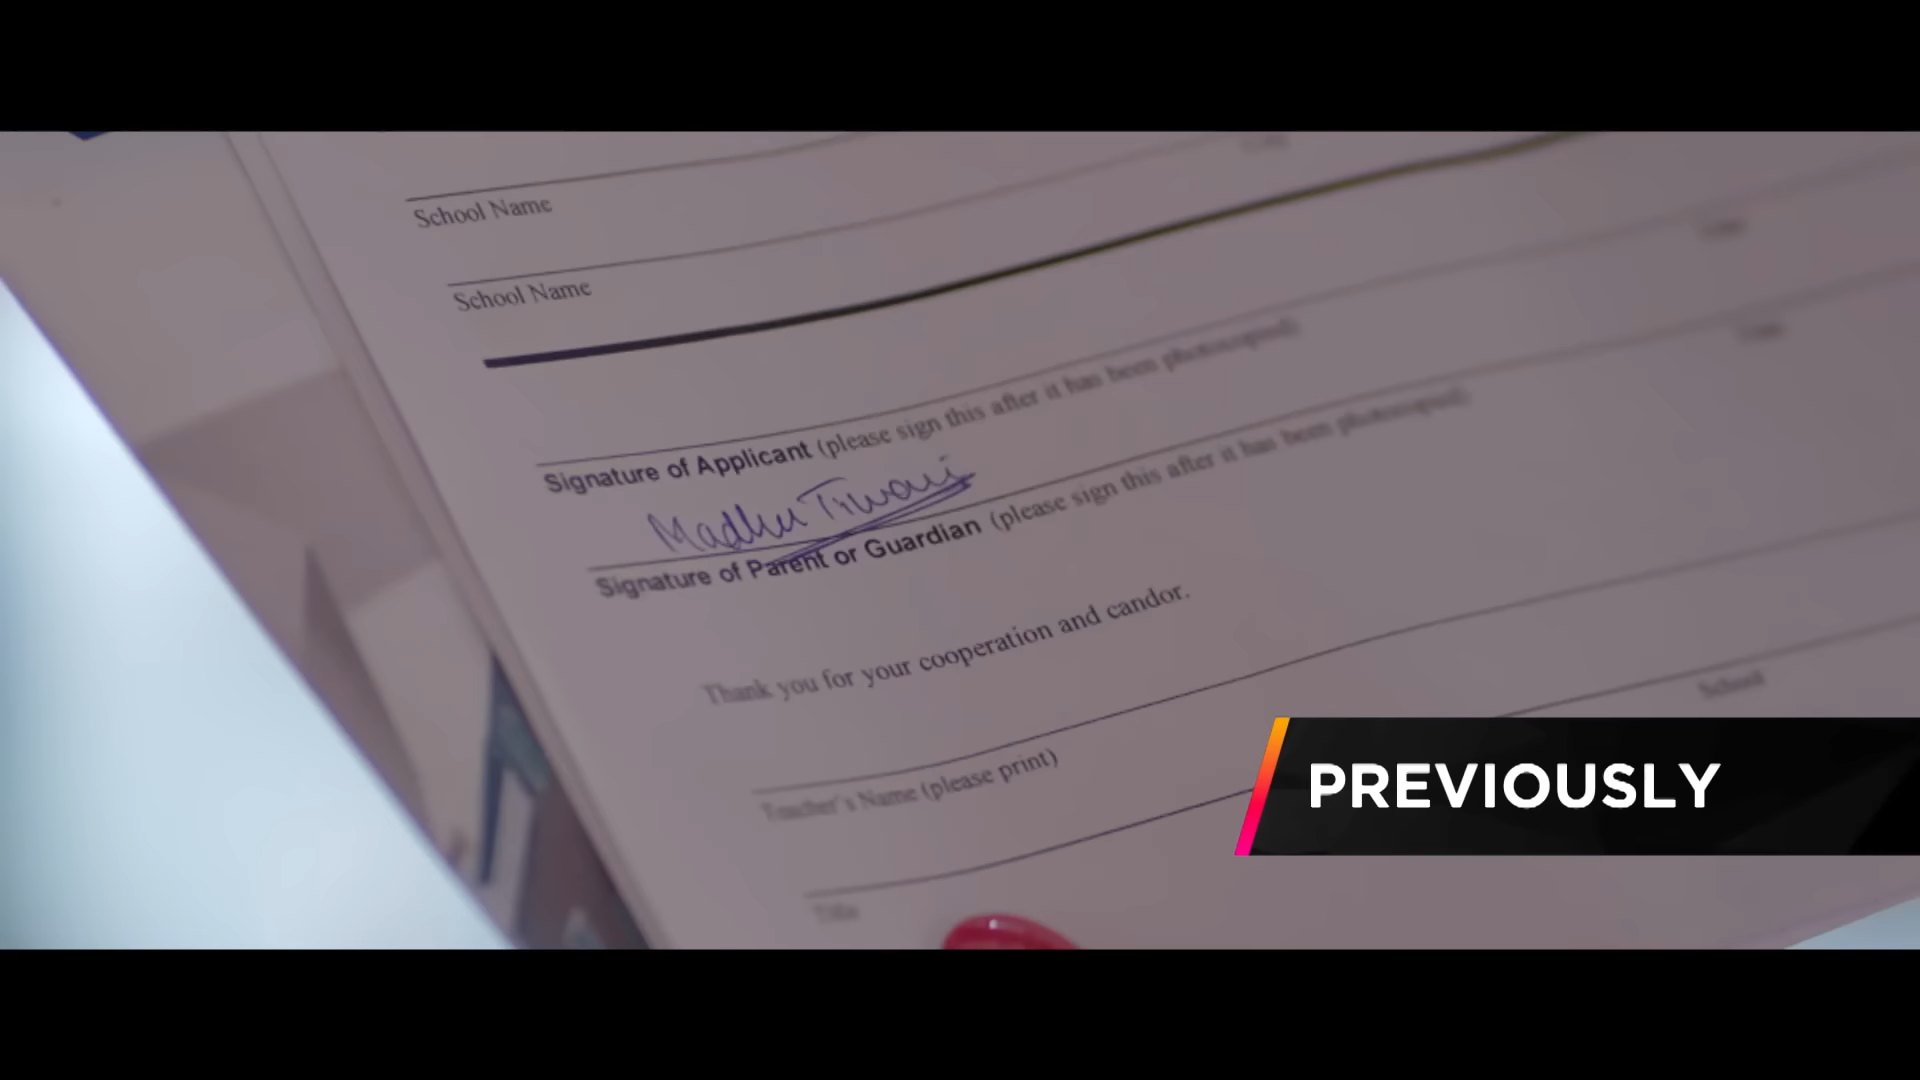 School Name
School Name
Signature of Applicant (please sign this after it has been photocopied)
Madhu Tiwari
Signature of Parent or Guardian (please sign this after it has been photocopied)
Thank you for your cooperation and candor.
Teacher's Name (please print)
School
Title
PREVIOUSLY